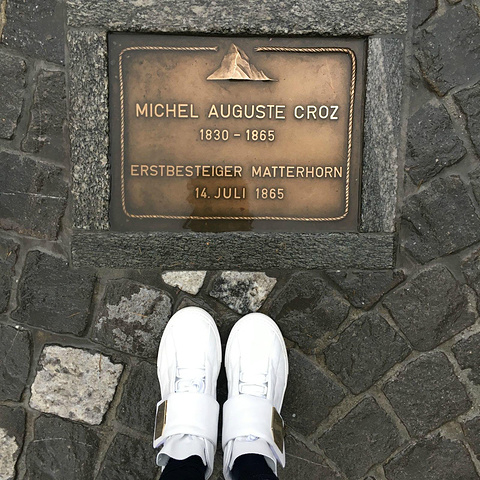 MICHEL AUGUSTE CROZ
1830 - 1865
ERSTBESTEIGER MATTERHORN
14. JULI 1865